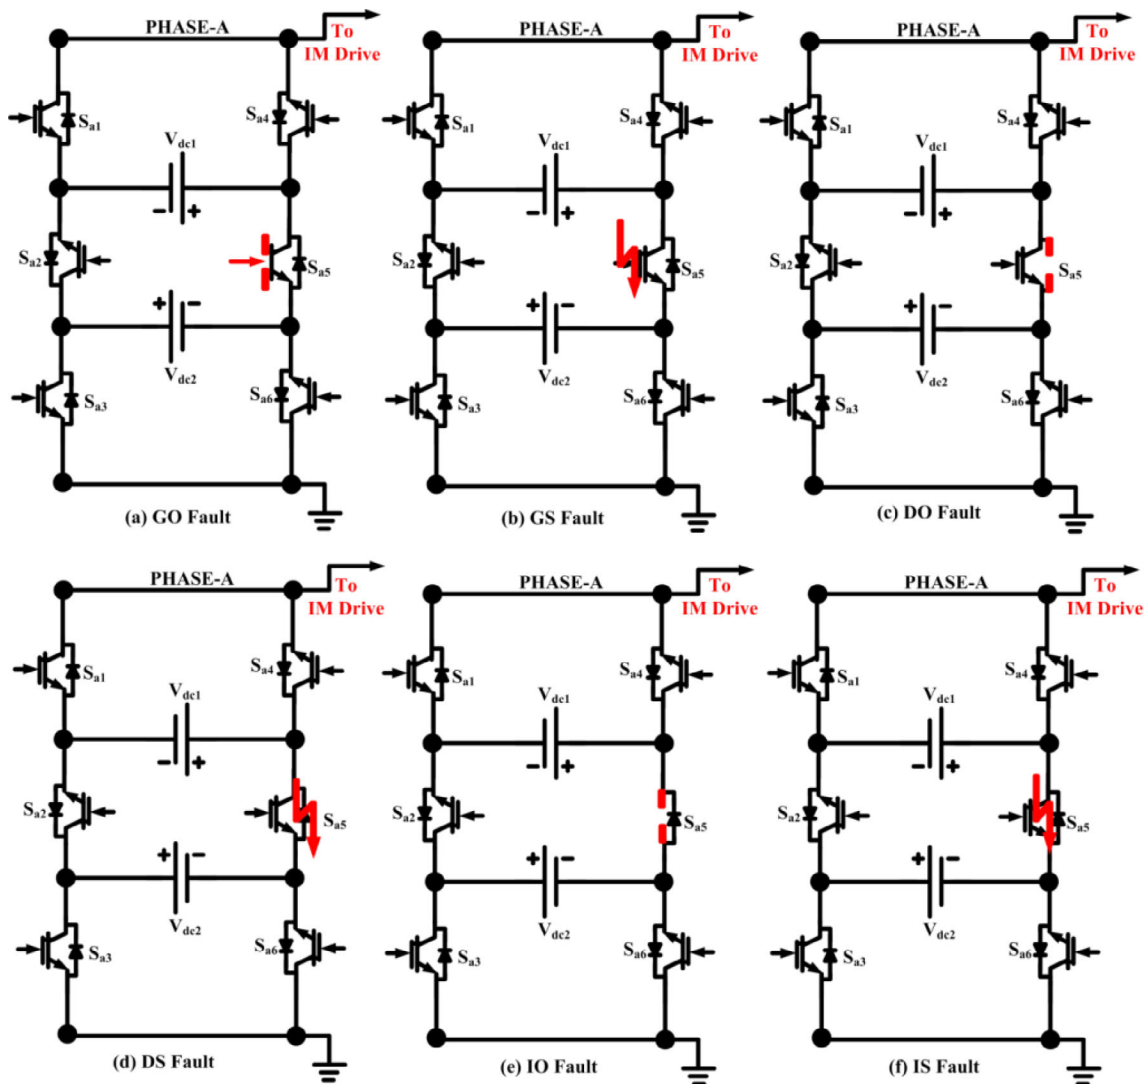 PHASE-A
To
IM Drive
Sa1
Sa4
Vdc1
- +
Sa2
Sa5
+ -
Vdc2
Sa3
Sa6
(a) GO Fault
PHASE-A
To
IM Drive
Sa1
Sa4
Vdc1
- +
Sa2
Sa5
+ -
Vdc2
Sa3
Sa6
(b) GS Fault
PHASE-A
To
IM Drive
Sa1
Sa4
Vdc1
- +
Sa2
Sa5
+ -
Vdc2
Sa3
Sa6
(c) DO Fault
PHASE-A
To
IM Drive
Sa1
Sa4
Vdc1
- +
Sa2
Sa5
+ -
Vdc2
Sa3
Sa6
(d) DS Fault
PHASE-A
To
IM Drive
Sa1
Sa4
Vdc1
- +
Sa2
Sa5
+ -
Vdc2
Sa3
Sa6
(e) IO Fault
PHASE-A
To
IM Drive
Sa1
Sa4
Vdc1
- +
Sa2
Sa5
+ -
Vdc2
Sa3
Sa6
(f) IS Fault